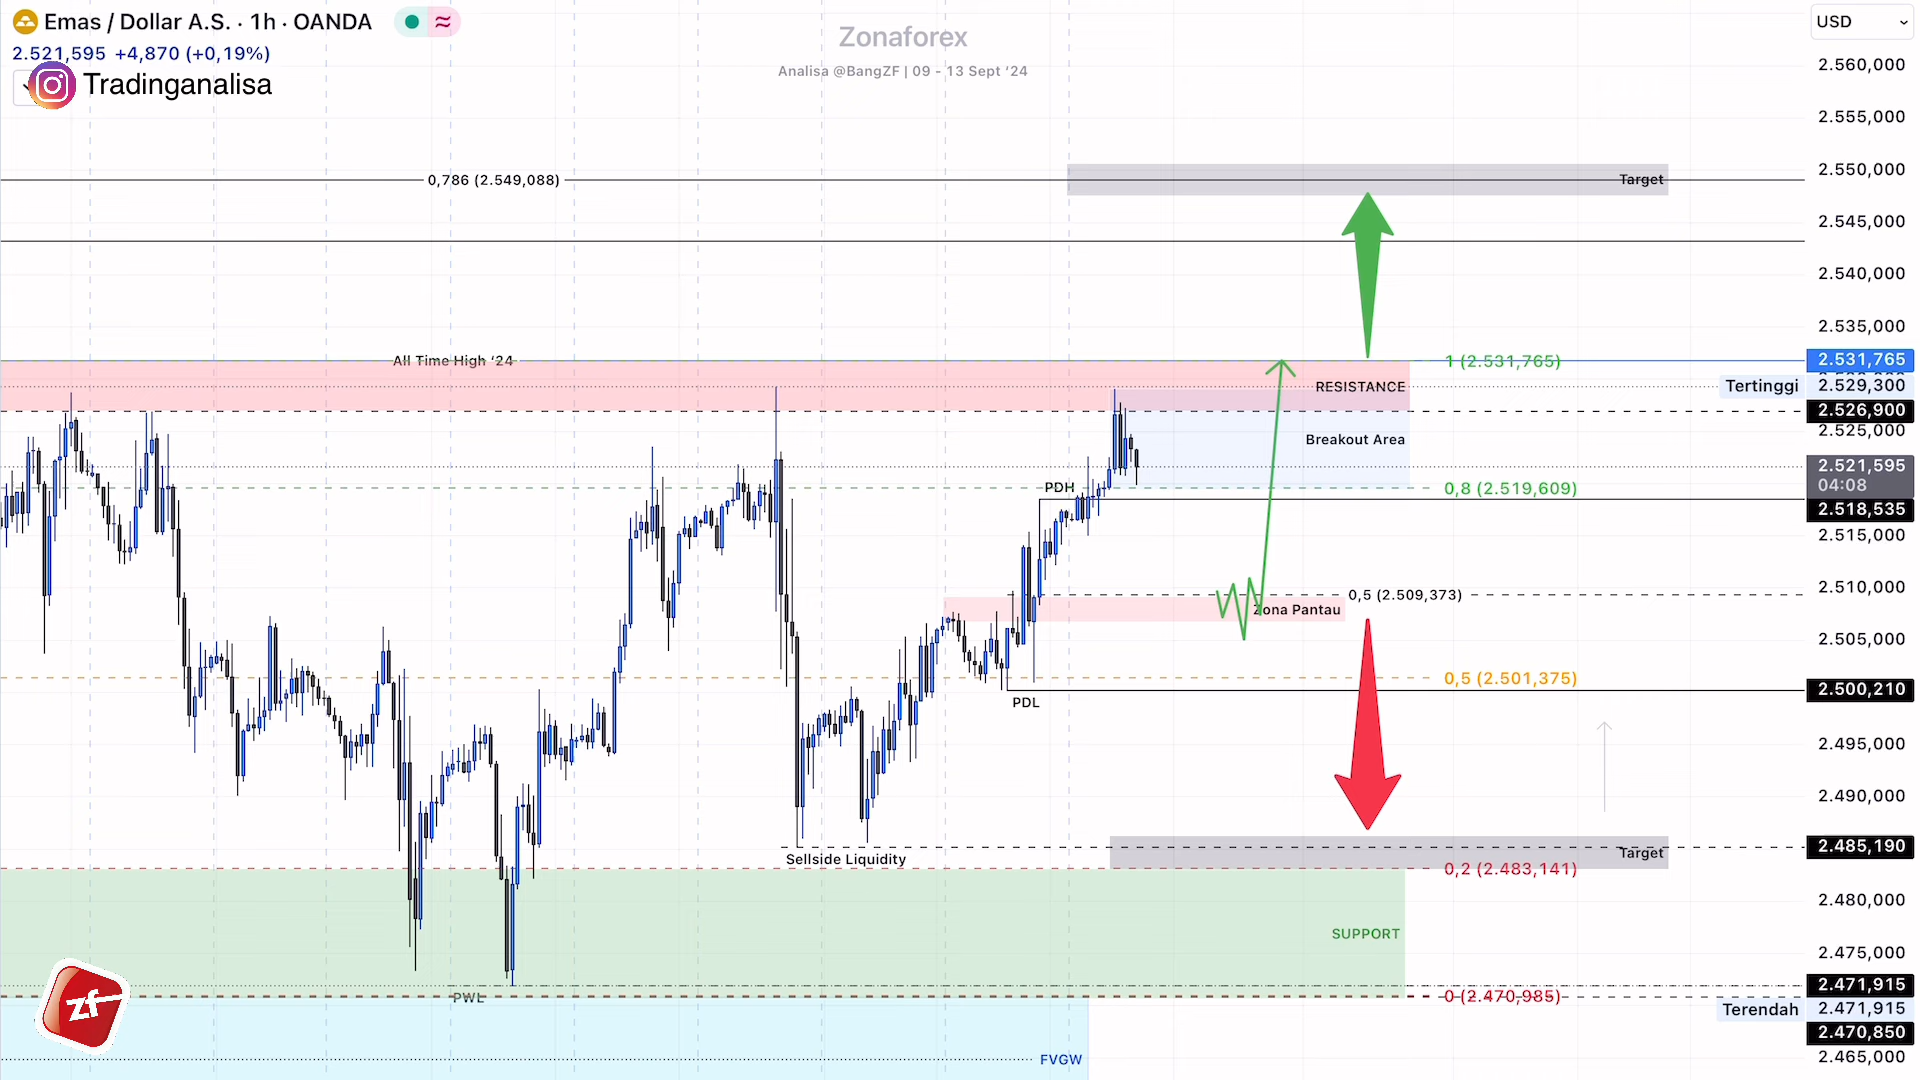 Emas / Dollar A.S. · 1h · OANDA
2.521,595 +4,870 (+0,19%)
Tradinganalisa
Zonaforex
Analisa @BangZF | 09 - 13 Sept ‘24
USD
2.560,000
2.555,000
2.550,000
0,786 (2.549,088)
Target
2.545,000
2.540,000
2.535,000
All Time High ‘24
1 (2.531,765)
2.531,765
RESISTANCE
Tertinggi 2.529,300
2.526,900
2.525,000
Breakout Area
2.521,595
04:08
PDH
0,8 (2.519,609)
2.518,535
2.515,000
2.510,000
0,5 (2.509,373)
Zona Pantau
2.505,000
0,5 (2.501,375)
2.500,210
PDL
2.495,000
2.490,000
2.485,190
Target
Sellside Liquidity
0,2 (2.483,141)
2.480,000
SUPPORT
2.475,000
2.471,915
PWL
0 (2.470,985)
Terendah 2.471,915
2.470,850
zf
FVGW
2.465,000